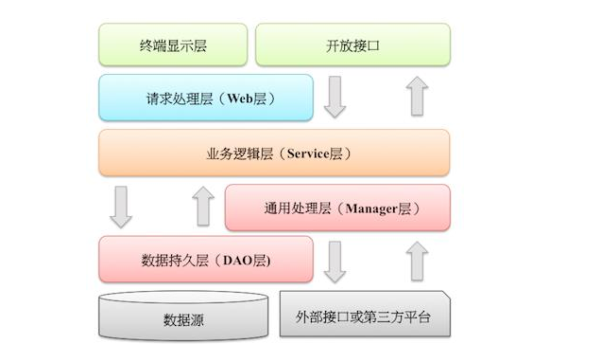 终端显示层
开放接口
请求处理层（Web层）
业务逻辑层（Service层）
通用处理层（Manager层）
数据持久层（DAO层)
数据源
外部接口或第三方平台